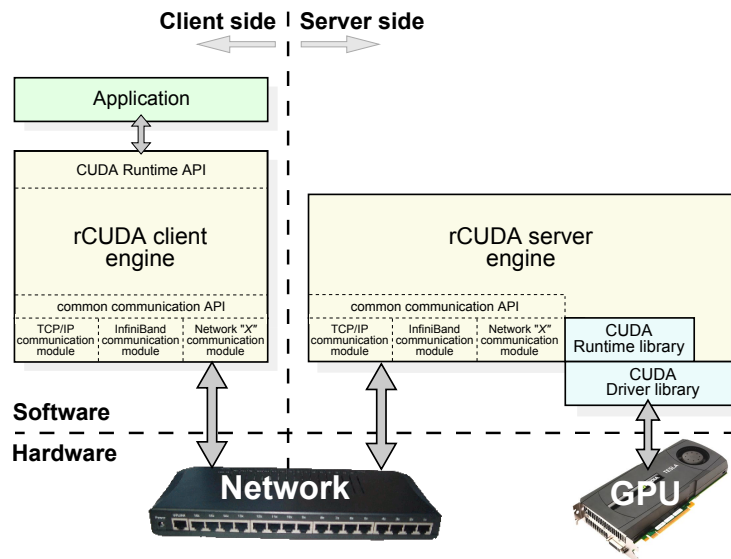 Client side
Server side
Application
CUDA Runtime API
rCUDA client
engine
common communication API
TCP/IP
communication
module
InfiniBand
communication
module
Network "X"
communication
module
rCUDA server
engine
common communication API
TCP/IP
communication
module
InfiniBand
communication
module
Network "X"
communication
module
CUDA
Runtime library
CUDA
Driver library
Software
Hardware
Network
GPU
TESLA